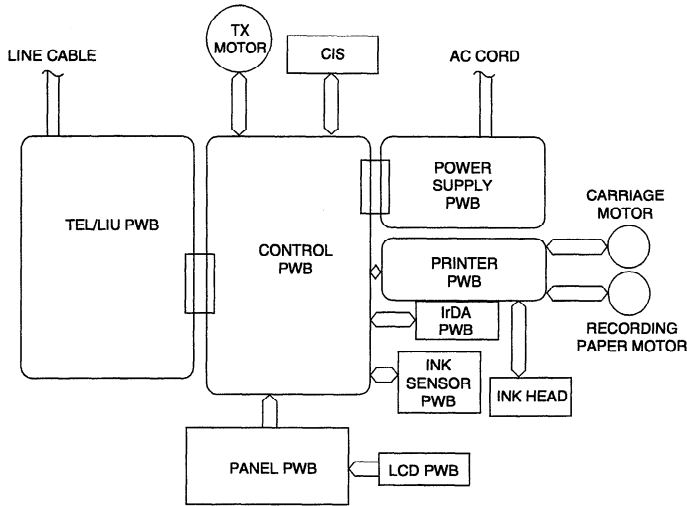 TX
MOTOR
LINE CABLE
CIS
AC CORD
POWER
SUPPLY
PWB
CARRIAGE
MOTOR
TEL/LIU PWB
CONTROL
PWB
PRINTER
PWB
IrDA
PWB
RECORDING
PAPER MOTOR
INK
SENSOR
PWB
INK HEAD
PANEL PWB
LCD PWB